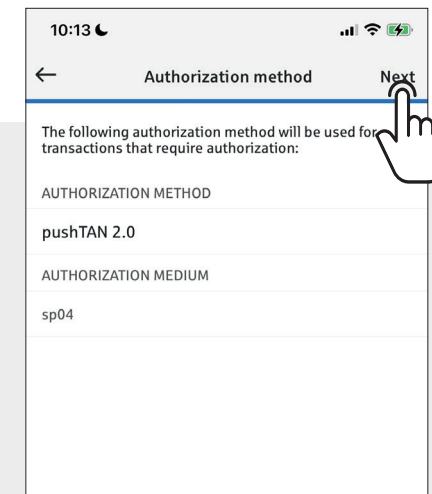 10:13
Authorization method Next
The following authorization method will be used for
transactions that require authorization:
AUTHORIZATION METHOD
pushTAN 2.0
AUTHORIZATION MEDIUM
sp04